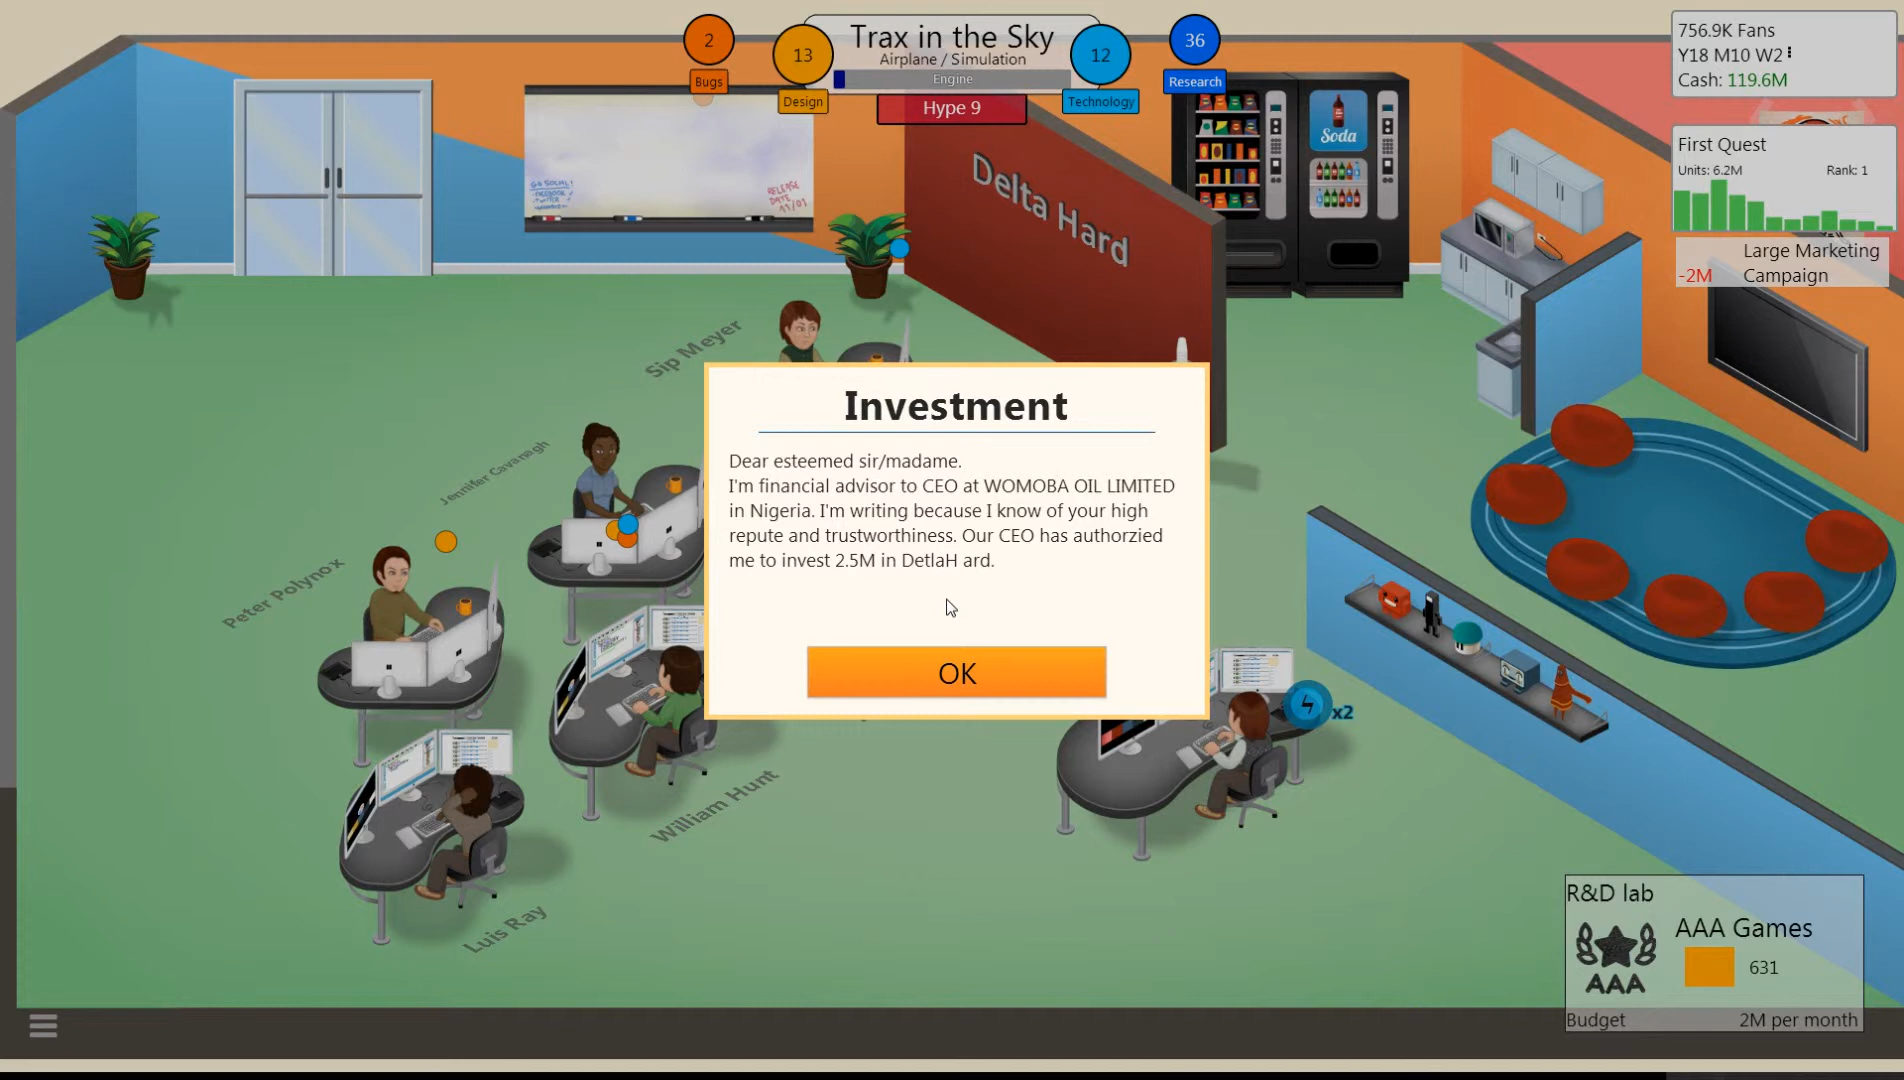 2
Bugs
13
Design
Trax in the Sky
Airplane / Simulation
Engine
Hype 9
12
Technology
36
Research
756.9K Fans
Y18 M10 W2
Cash: 119.6M
First Quest
Units: 6.2M Rank: 1
-2M Large Marketing
Campaign
RELEASE
DATE
11/01
Delta Hard
Soda
Sip Meyer
Jennifer Cavanagh
Peter Polynox
William Hunt
Luis Ray
Investment
Dear esteemed sir/madame.
I'm financial advisor to CEO at WOMOBA OIL LIMITED
in Nigeria. I'm writing because I know of your high
repute and trustworthiness. Our CEO has authorzied
me to invest 2.5M in DetlaH ard.
OK
x2
R&D lab
AAA
AAA Games
631
Budget 2M per month